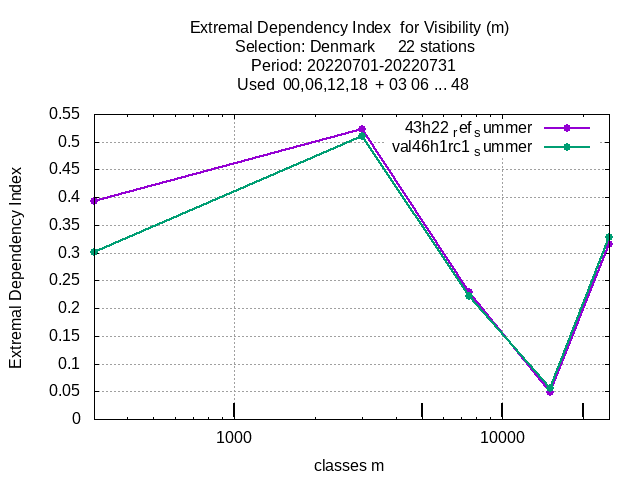 Extremal Dependency Index  for Visibility (m)
Selection: Denmark     22 stations
Period: 20220701-20220731
Used  00,06,12,18  + 03 06 ... 48
0.55
0.5
0.45
0.4
0.35
0.3
0.25
0.2
0.15
0.1
0.05
0
Extremal Dependency Index
43h22 ref summer
val46h1rc1 summer
1000
10000
classes m